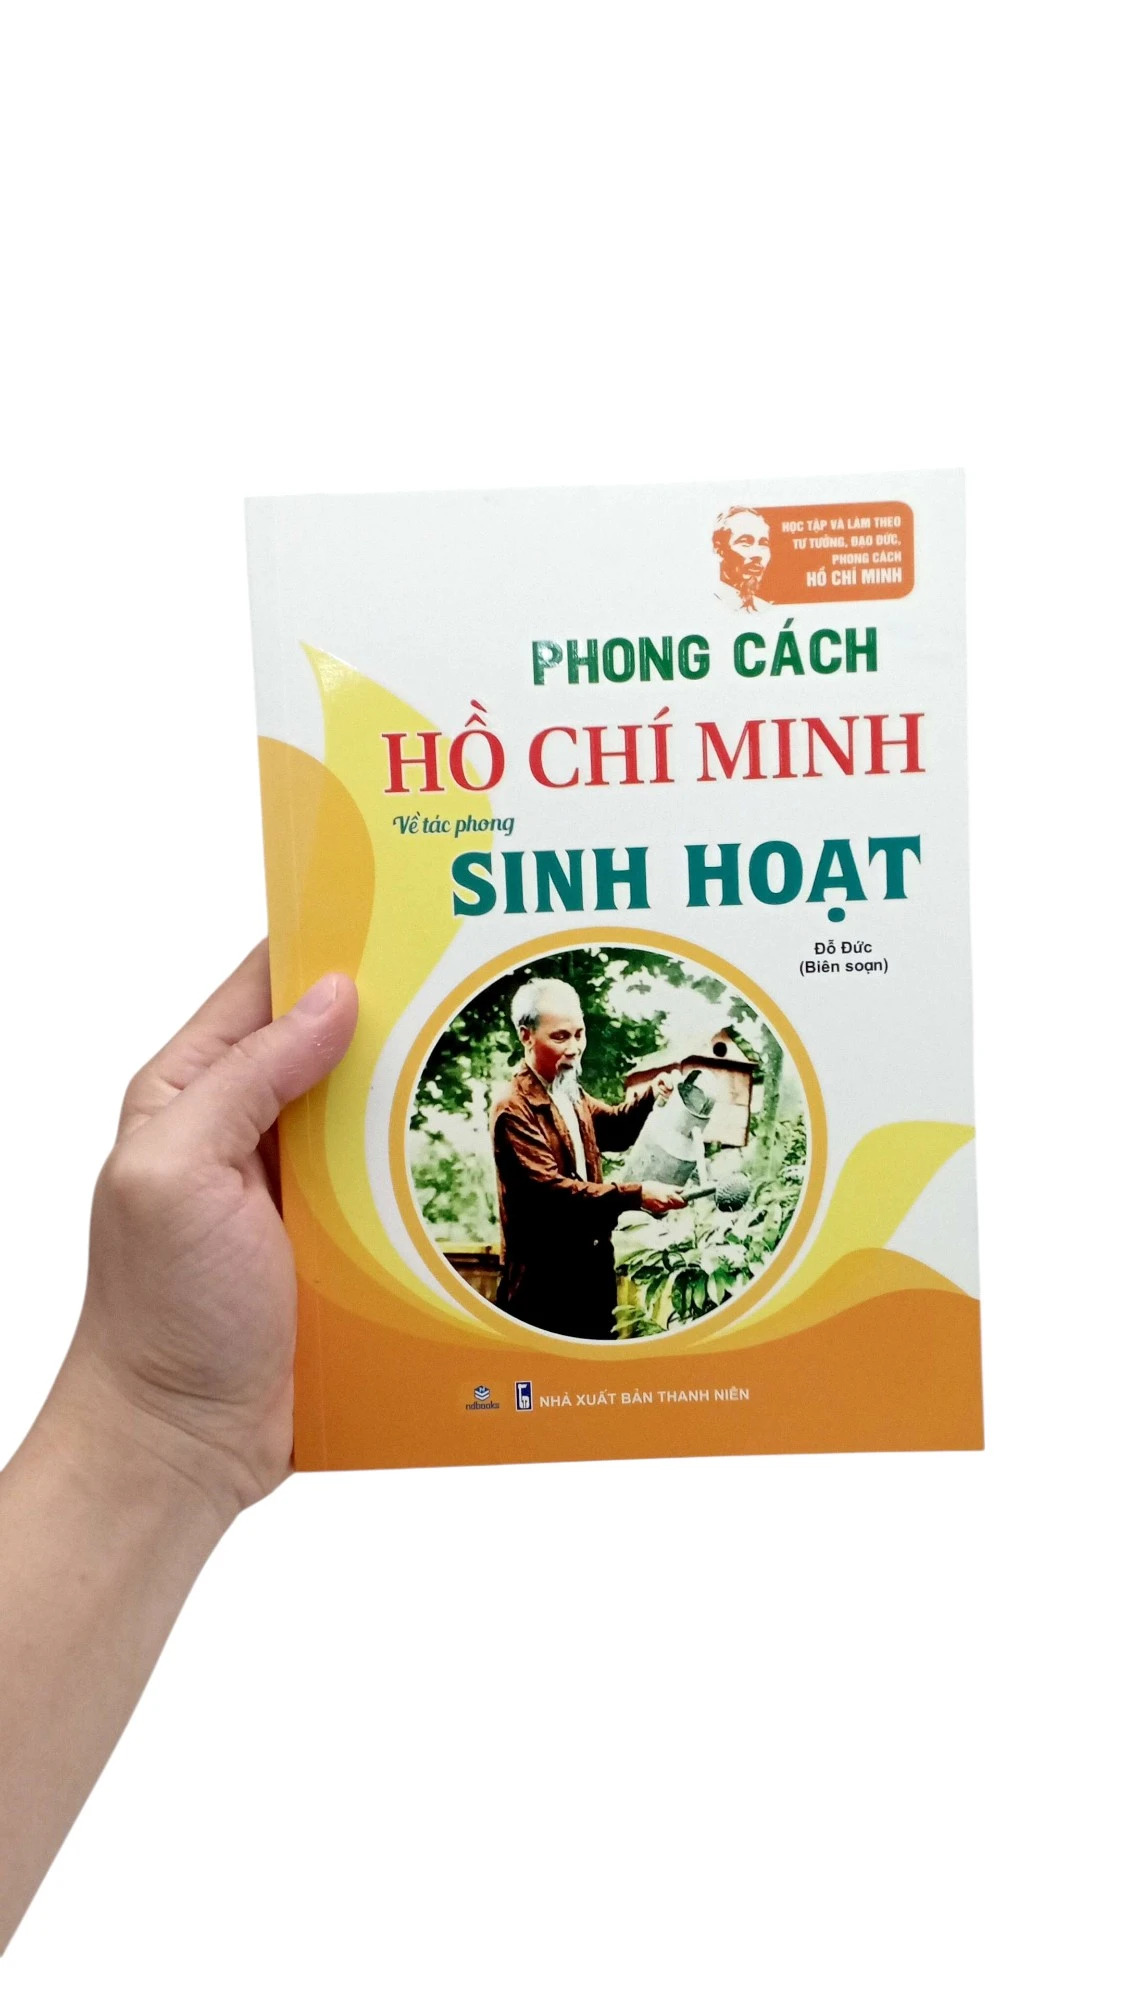 HỌC TẬP VÀ LÀM THEO
TƯ TƯỞNG, ĐẠO ĐỨC,
PHONG CÁCH
HỒ CHÍ MINH
PHONG CÁCH
HỒ CHÍ MINH
Về tác phong
SINH HOẠT
Đỗ Đức
(Biên soạn)
ndbooks
NHÀ XUẤT BẢN THANH NIÊN